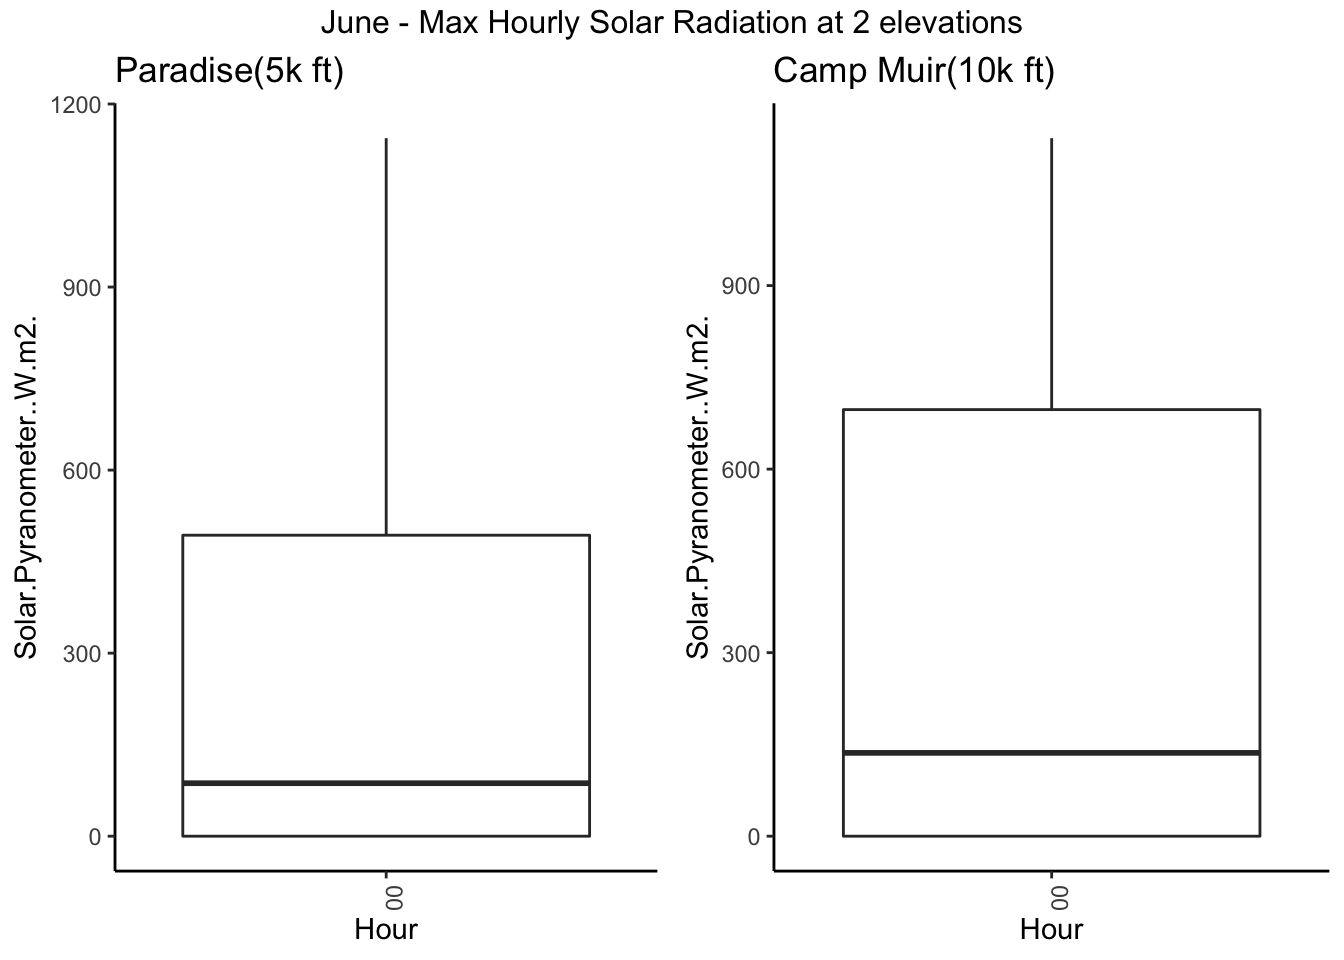 June - Max Hourly Solar Radiation at 2 elevations
Paradise(5k ft)
1200
900
600
300
0
Solar.Pyranometer..W.m2.
00
Hour
Camp Muir(10k ft)
900
600
300
0
Solar.Pyranometer..W.m2.
00
Hour